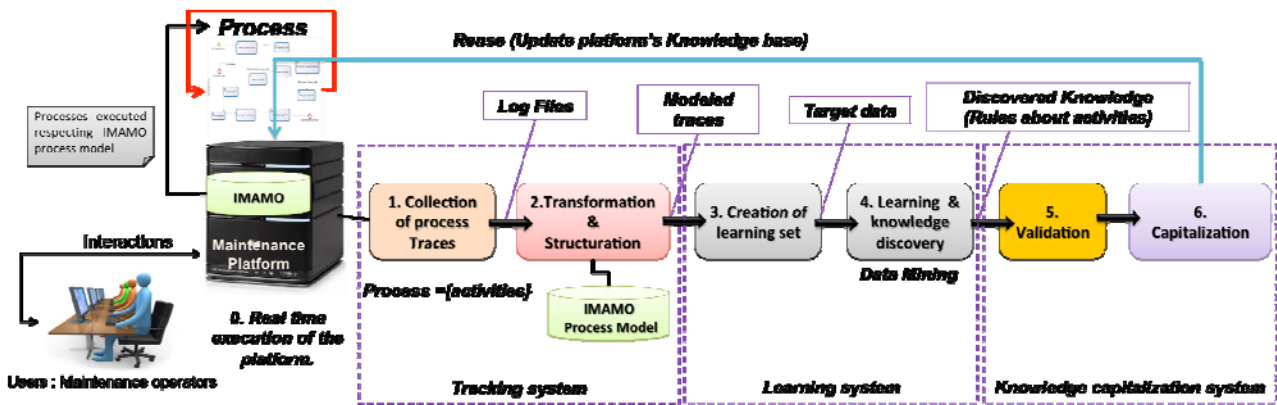 Process
Reuse (Update platform's Knowledge base)
Processes executed
respecting IMAMO
process model
Log Files
Modeled
traces
Target data
Discovered Knowledge
(Rules about activities)
IMAMO
Maintenance
Platform
Interactions
1. Collection
of process
Traces
2.Transformation
&
Structuration
3. Creation of
learning set
4. Learning &
knowledge
discovery
5.
Validation
6.
Capitalization
Process ={activities}
Data Mining
IMAMO
Process Model
0. Real time
execution of the
platform.
Users : Maintenance operators
Tracking system
Learning system
Knowledge capitalization system